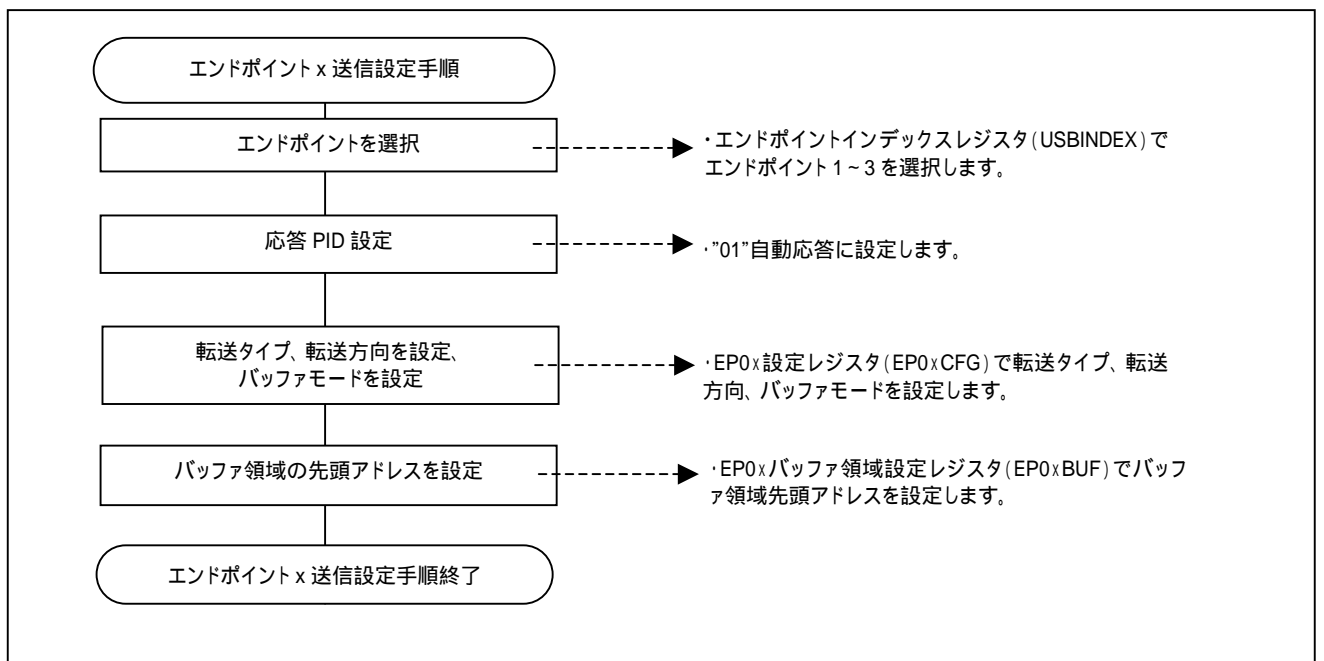 エンドポイント x 送信設定手順
エンドポイントを選択
・エンドポイントインデックスレジスタ(USBINDEX)で
エンドポイント 1 ~ 3 を選択します。
応答 PID 設定
・"01"自動応答に設定します。
転送タイプ、転送方向を設定、
バッファモードを設定
・EP0x設定レジスタ(EP0xCFG)で転送タイプ、転送
方向、バッファモードを設定します。
バッファ領域の先頭アドレスを設定
・EP0xバッファ領域設定レジスタ(EP0xBUF)でバッフ
ァ領域先頭アドレスを設定します。
エンドポイント x 送信設定手順終了